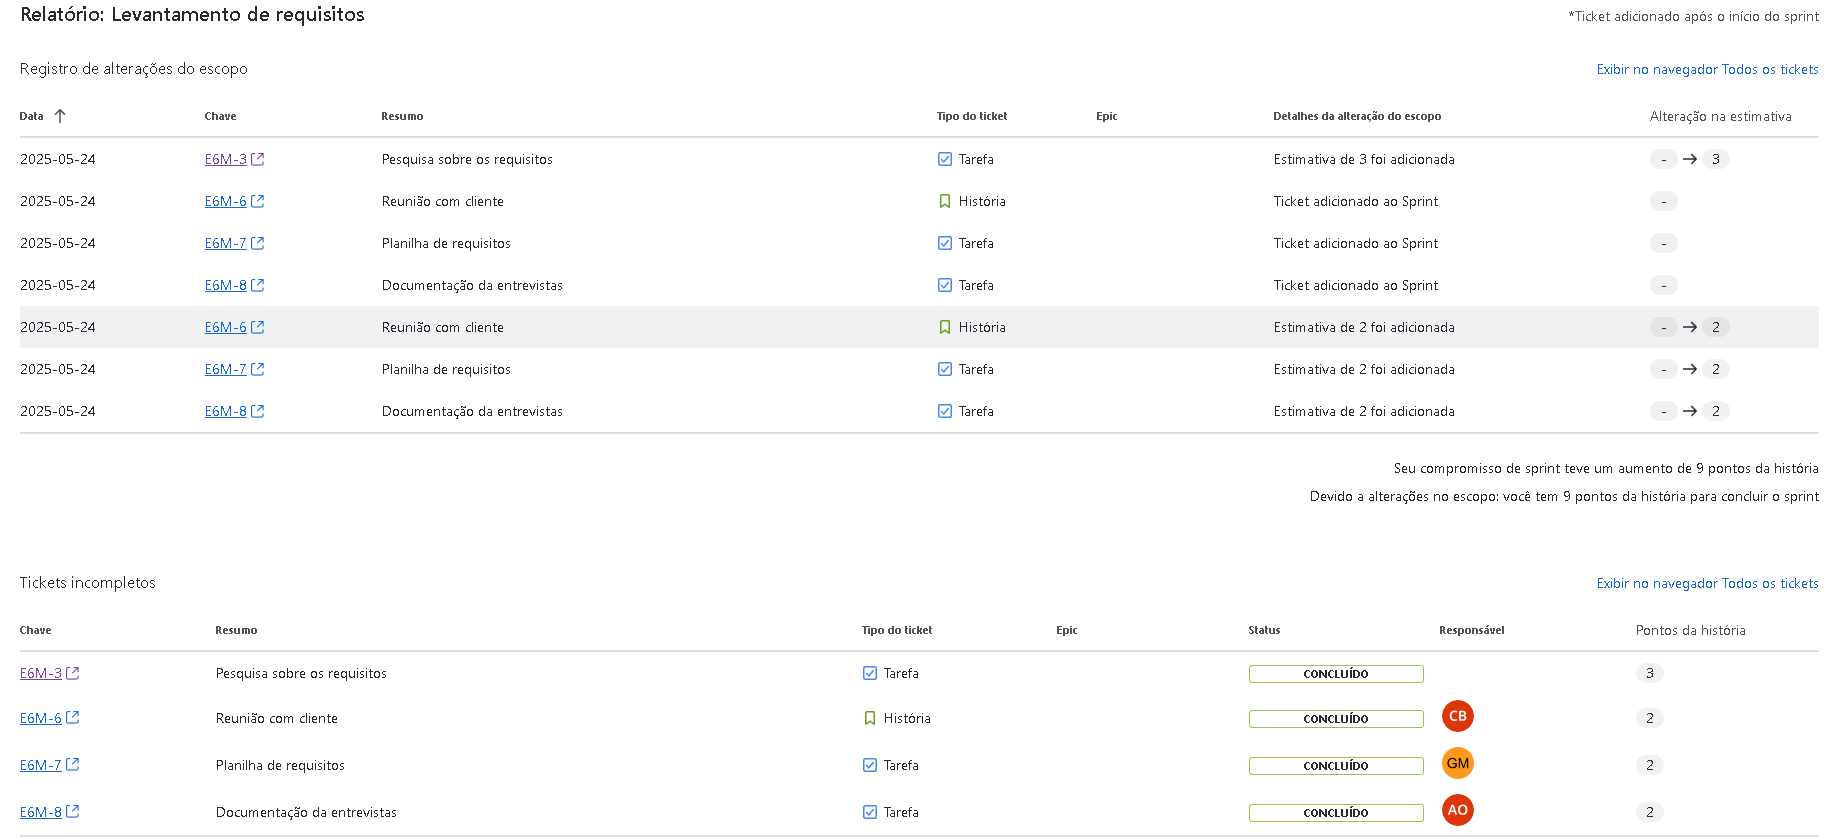 Relatório: Levantamento de requisitos
*Ticket adicionado após o início do sprint
Registro de alterações do escopo
Exibir no navegador Todos os tickets
Data ↑ Chave Resumo Tipo do ticket Epic Detalhes da alteração do escopo Alteração na estimativa
2025-05-24 E6M-3 Pesquisa sobre os requisitos Tarefa Estimativa de 3 foi adicionada - → 3
2025-05-24 E6M-6 Reunião com cliente História Ticket adicionado ao Sprint -
2025-05-24 E6M-7 Planilha de requisitos Tarefa Ticket adicionado ao Sprint -
2025-05-24 E6M-8 Documentação da entrevistas Tarefa Ticket adicionado ao Sprint -
2025-05-24 E6M-6 Reunião com cliente História Estimativa de 2 foi adicionada - → 2
2025-05-24 E6M-7 Planilha de requisitos Tarefa Estimativa de 2 foi adicionada - → 2
2025-05-24 E6M-8 Documentação da entrevistas Tarefa Estimativa de 2 foi adicionada - → 2
Seu compromisso de sprint teve um aumento de 9 pontos da história
Devido a alterações no escopo: você tem 9 pontos da história para concluir o sprint
Tickets incompletos
Exibir no navegador Todos os tickets
Chave Resumo Tipo do ticket Epic Status Responsável Pontos da história
E6M-3 Pesquisa sobre os requisitos Tarefa CONCLUÍDO 3
E6M-6 Reunião com cliente História CONCLUÍDO CB 2
E6M-7 Planilha de requisitos Tarefa CONCLUÍDO GM 2
E6M-8 Documentação da entrevistas Tarefa CONCLUÍDO AO 2